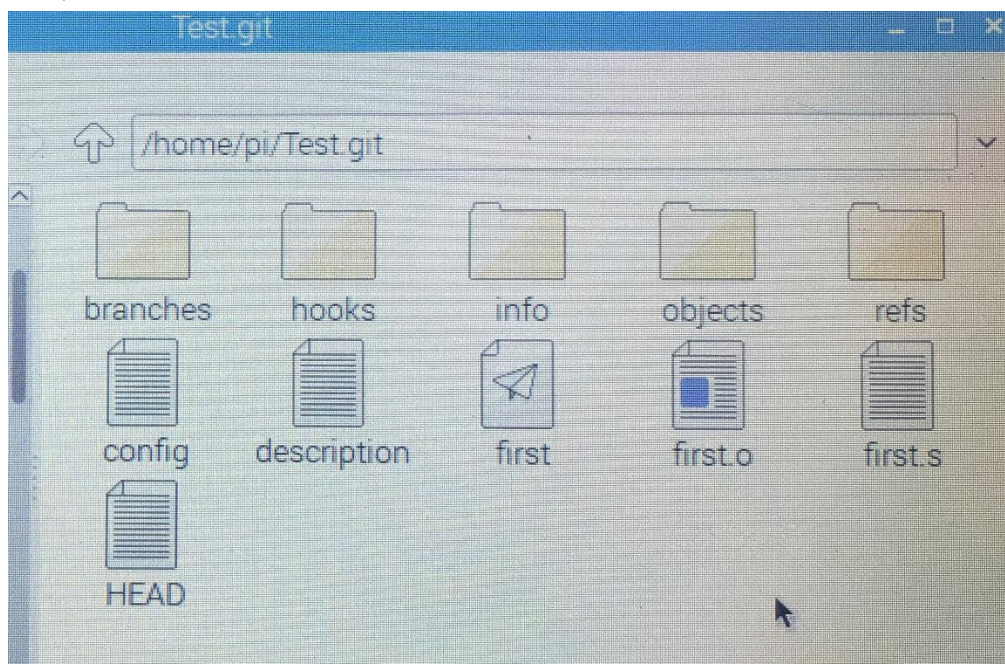 Test.git
/home/pi/Test.git
branches hooks info objects refs
config description first first.o first.s
HEAD